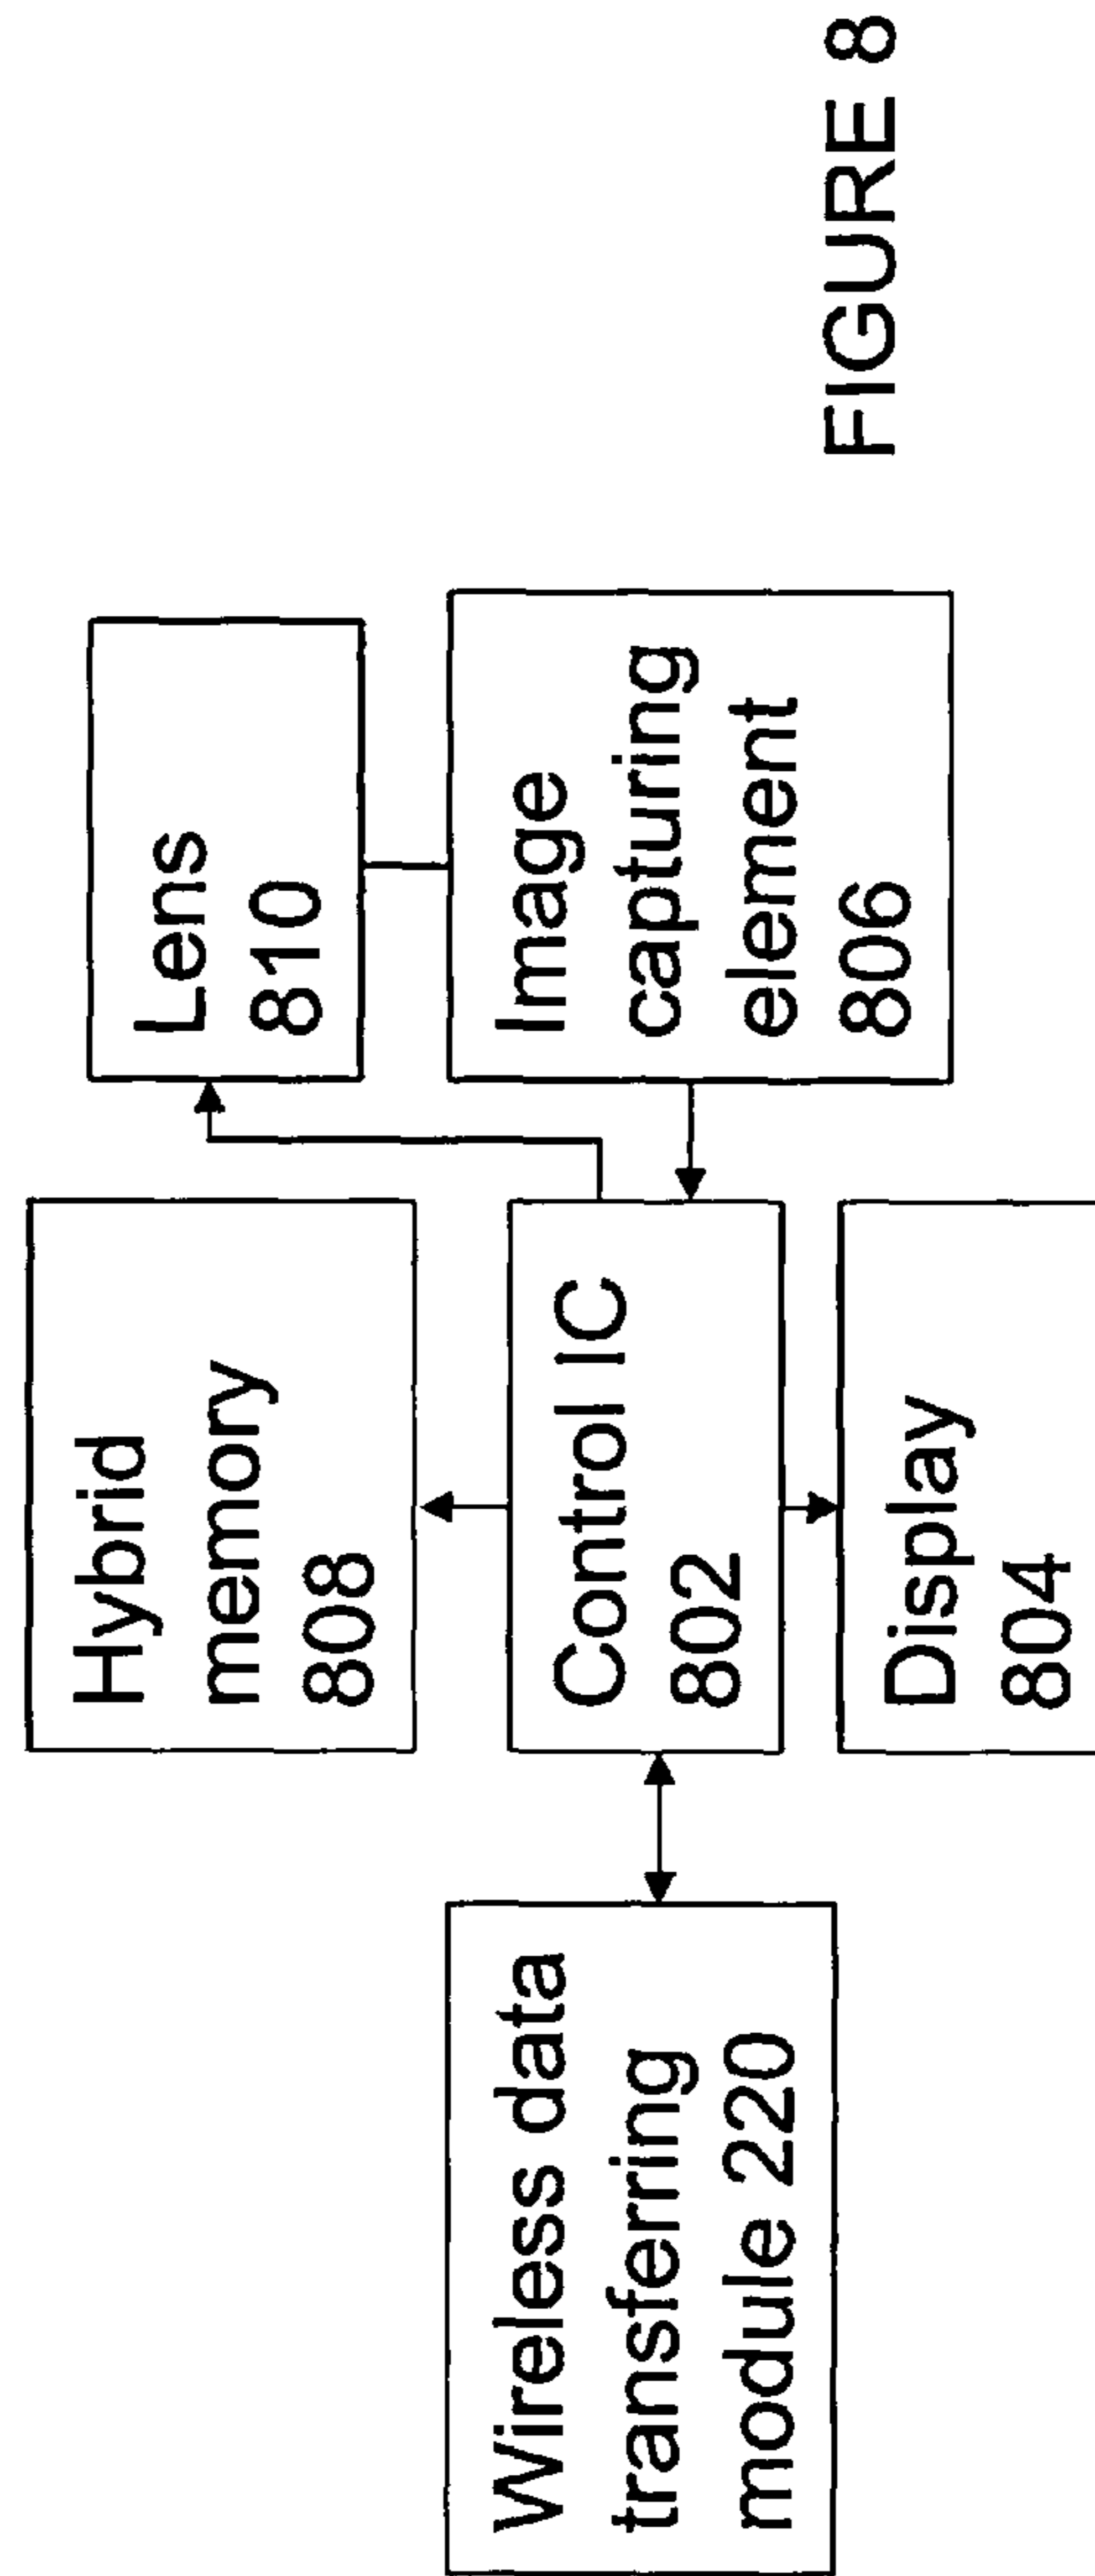 Hybrid
memory
808
Lens
810
Wireless data
transferring
module 220
Control IC
802
Image
capturing
element
806
Display
804
FIGURE 8